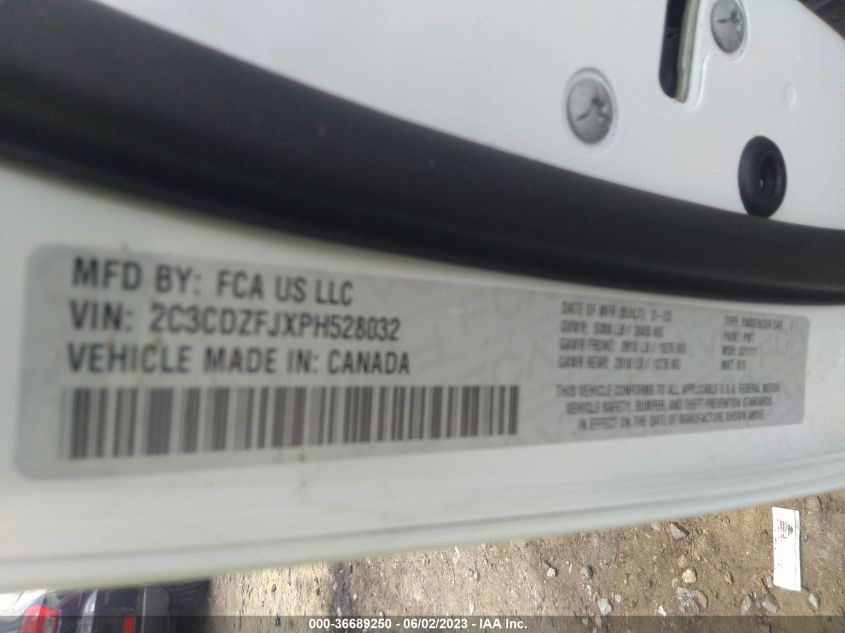 MFD BY: FCA US LLC
VIN: 2C3CDZFJXPH528032
VEHICLE MADE IN: CANADA
DATE OF MFR (BUILT):
TYPE: PASSENGER CAR
PAINT: PW7
GAWR FRONT:
GAWR REAR:
THIS VEHICLE CONFORMS TO ALL APPLICABLE U.S.A. FEDERAL MOTOR
VEHICLE SAFETY, BUMPER, AND THEFT PREVENTION STANDARDS
IN EFFECT ON THE DATE OF MANUFACTURE SHOWN ABOVE.
000-36689250 - 06/02/2023 - IAA Inc.